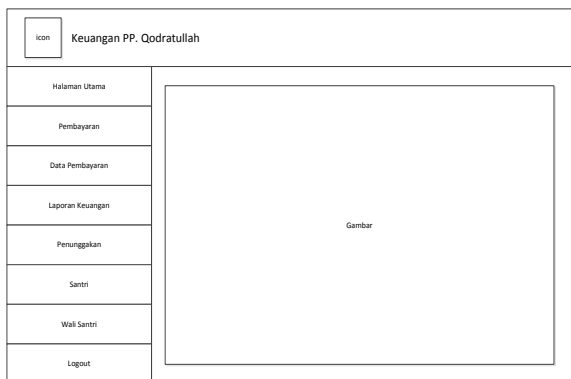 icon
Keuangan PP. Qodratullah
Halaman Utama
Pembayaran
Data Pembayaran
Laporan Keuangan
Penunggakan
Santri
Wali Santri
Logout
Gambar